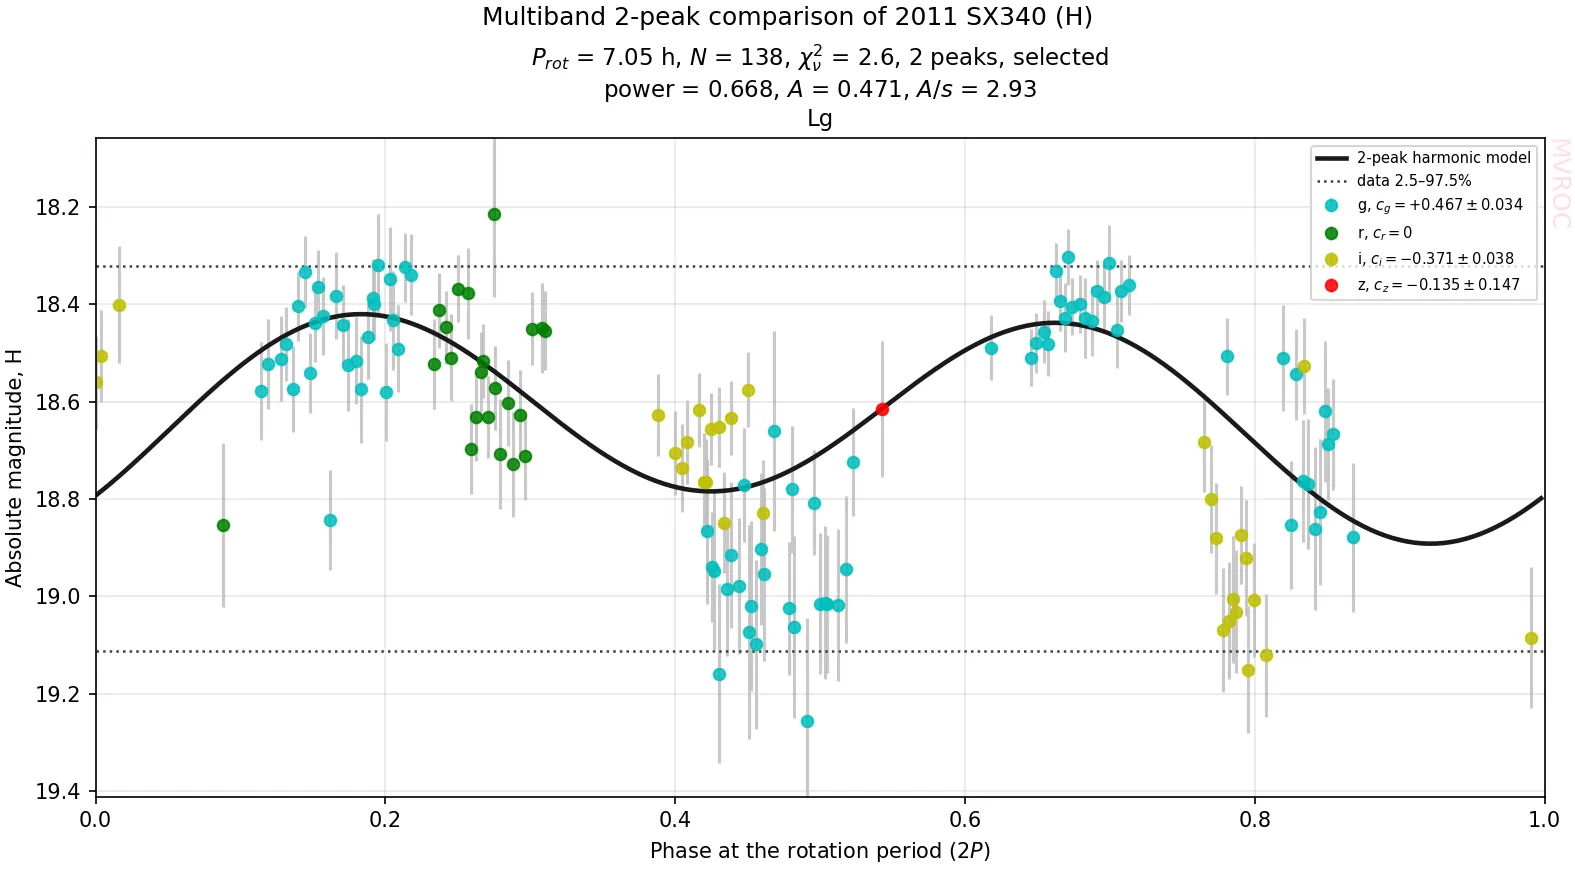 Multiband 2-peak comparison of 2011 SX340 (H)
P_rot = 7.05 h, N = 138, χ²_ν = 2.6, 2 peaks, selected
power = 0.668, A = 0.471, A/s = 2.93
Lg
MVROC
2-peak harmonic model
data 2.5–97.5%
g, c_g = +0.467 ± 0.034
r, c_r = 0
i, c_i = −0.371 ± 0.038
z, c_z = −0.135 ± 0.147
Absolute magnitude, H
18.2
18.4
18.6
18.8
19.0
19.2
19.4
0.0 0.2 0.4 0.6 0.8 1.0
Phase at the rotation period (2P)